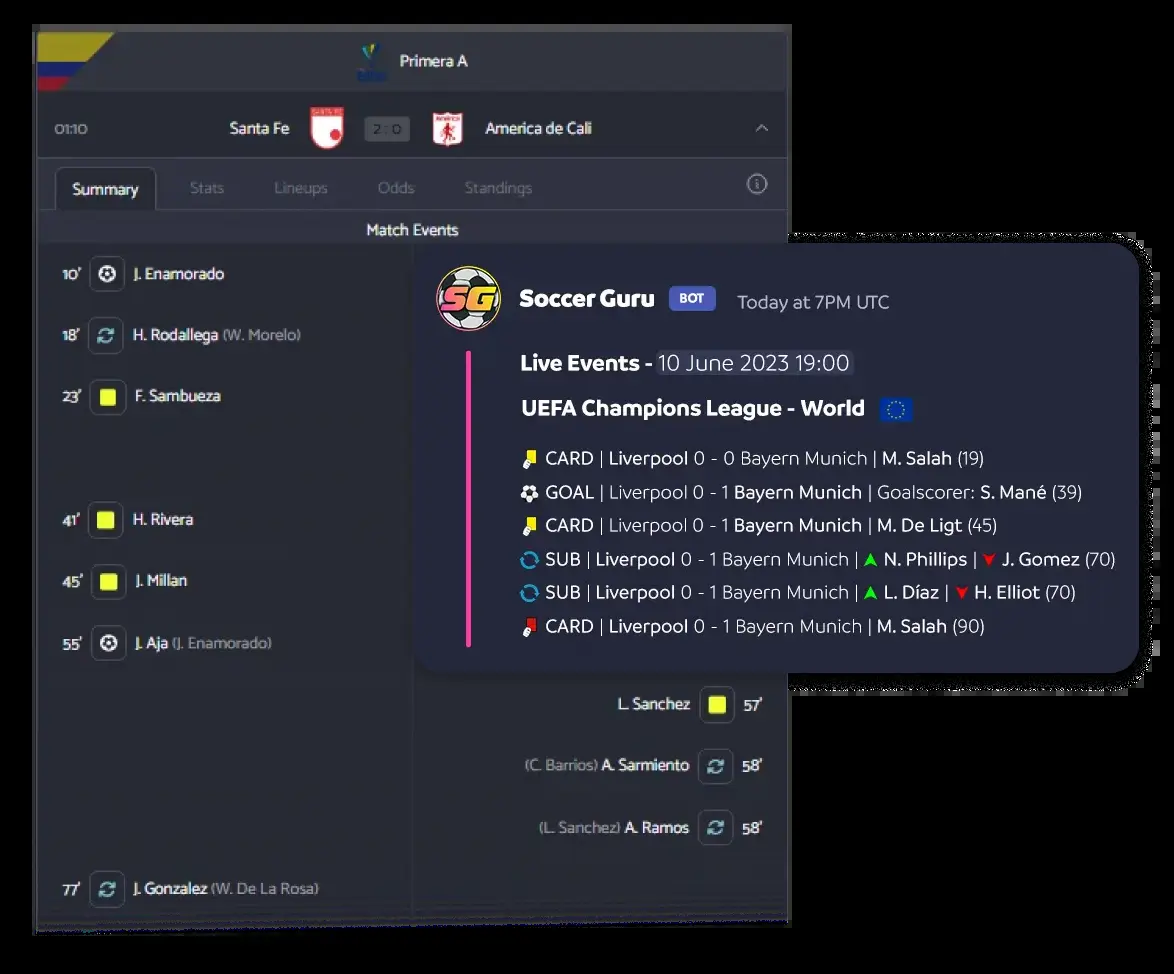 Primera A
01:10 Santa Fe 2 : 0 America de Cali
Summary Stats Lineups Odds Standings
Match Events
10' J. Enamorado
18' H. Rodallega (W. Morelo)
23' F. Sambueza
41' H. Rivera
45' J. Millan
55' J. Aja (J. Enamorado)
L. Sanchez 57'
(C. Barrios) A. Sarmiento 58'
(L. Sanchez) A. Ramos 58'
77' J. Gonzalez (W. De La Rosa)
SG
Soccer Guru BOT Today at 7PM UTC
Live Events - 10 June 2023 19:00
UEFA Champions League - World
CARD | Liverpool 0 - 0 Bayern Munich | M. Salah (19)
GOAL | Liverpool 0 - 1 Bayern Munich | Goalscorer: S. Mané (39)
CARD | Liverpool 0 - 1 Bayern Munich | M. De Ligt (45)
SUB | Liverpool 0 - 1 Bayern Munich | N. Phillips | J. Gomez (70)
SUB | Liverpool 0 - 1 Bayern Munich | L. Díaz | H. Elliot (70)
CARD | Liverpool 0 - 1 Bayern Munich | M. Salah (90)